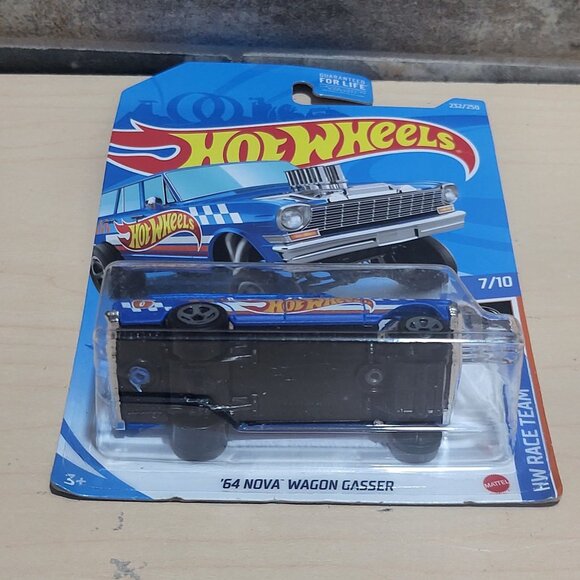 GUARANTEED
FOR LIFE
232/250
HOT WHEELS
HOT WHEELS
7/10
HOT WHEELS
HW RACE TEAM
'64 NOVA WAGON GASSER
3+
MATTEL